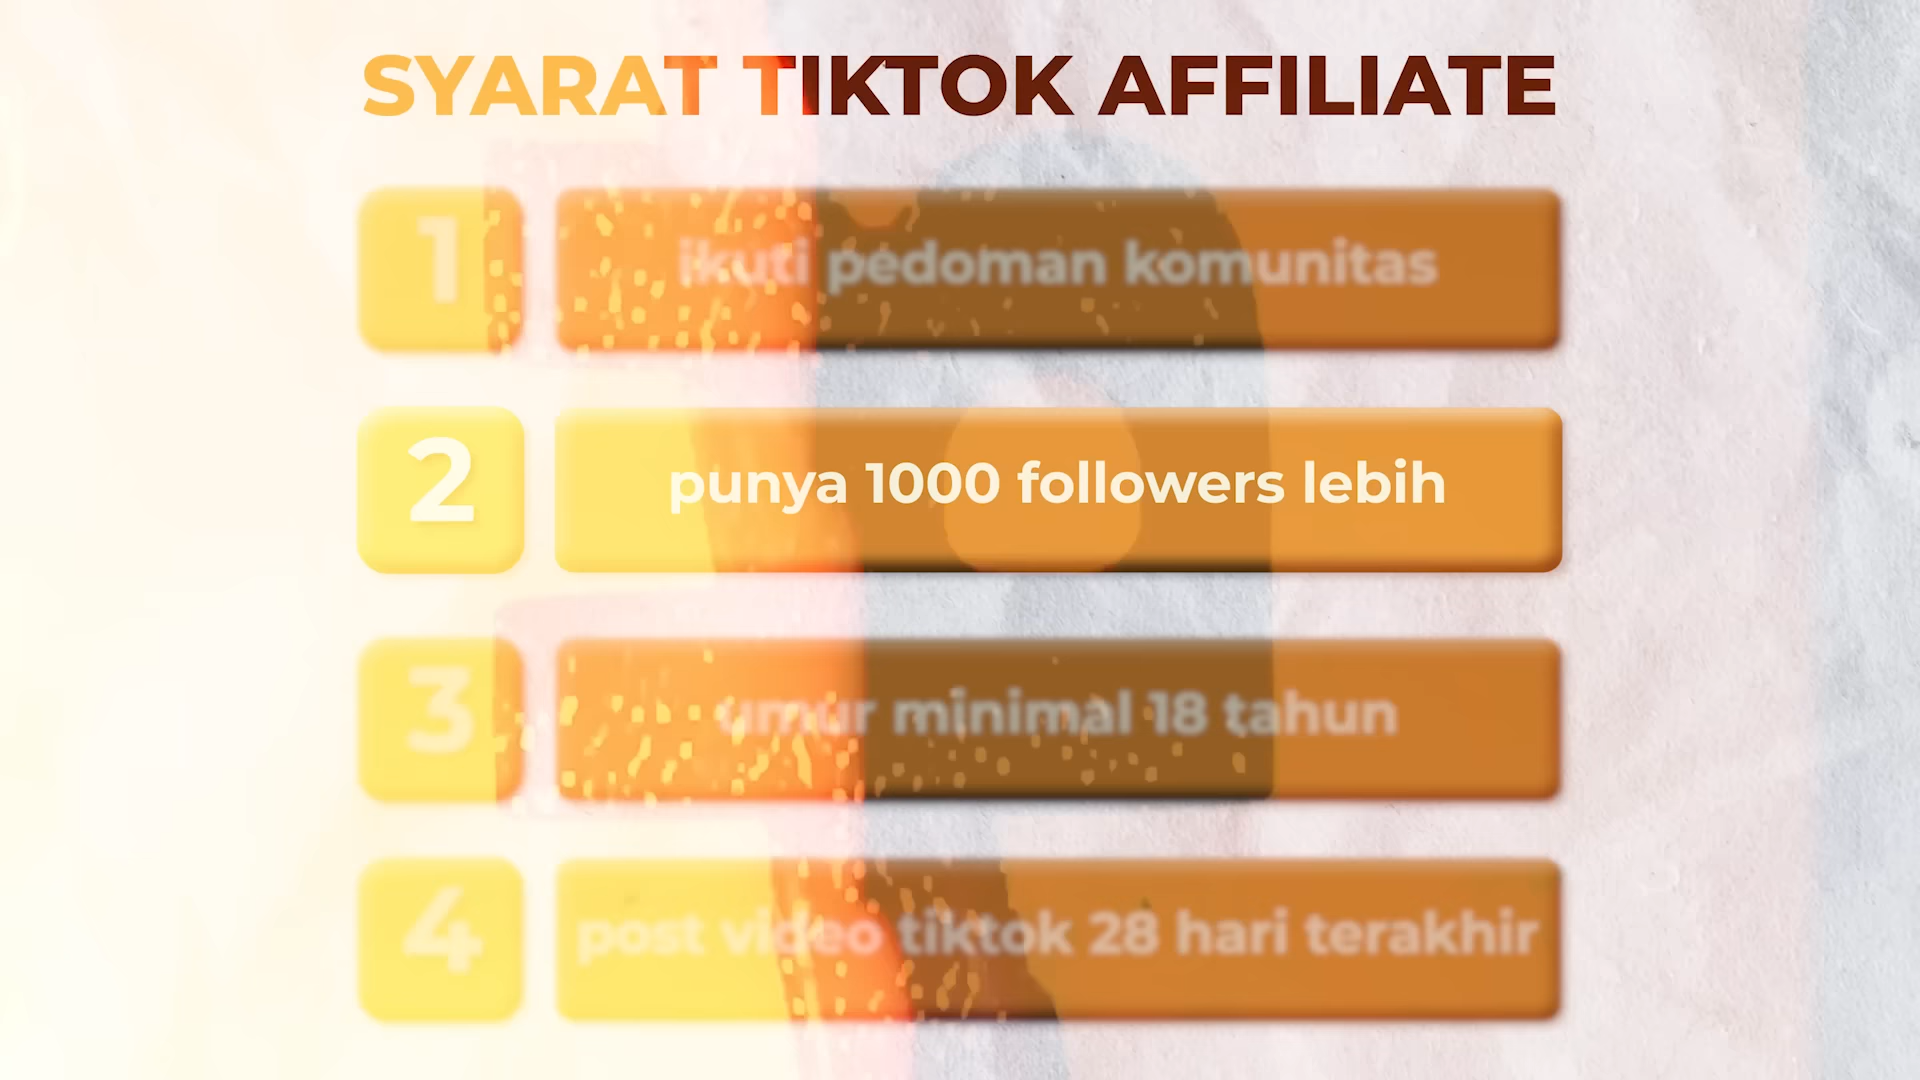 SYARAT TIKTOK AFFILIATE
1
ikuti pedoman komunitas
2
punya 1000 followers lebih
3
umur minimal 18 tahun
4
post video tiktok 28 hari terakhir